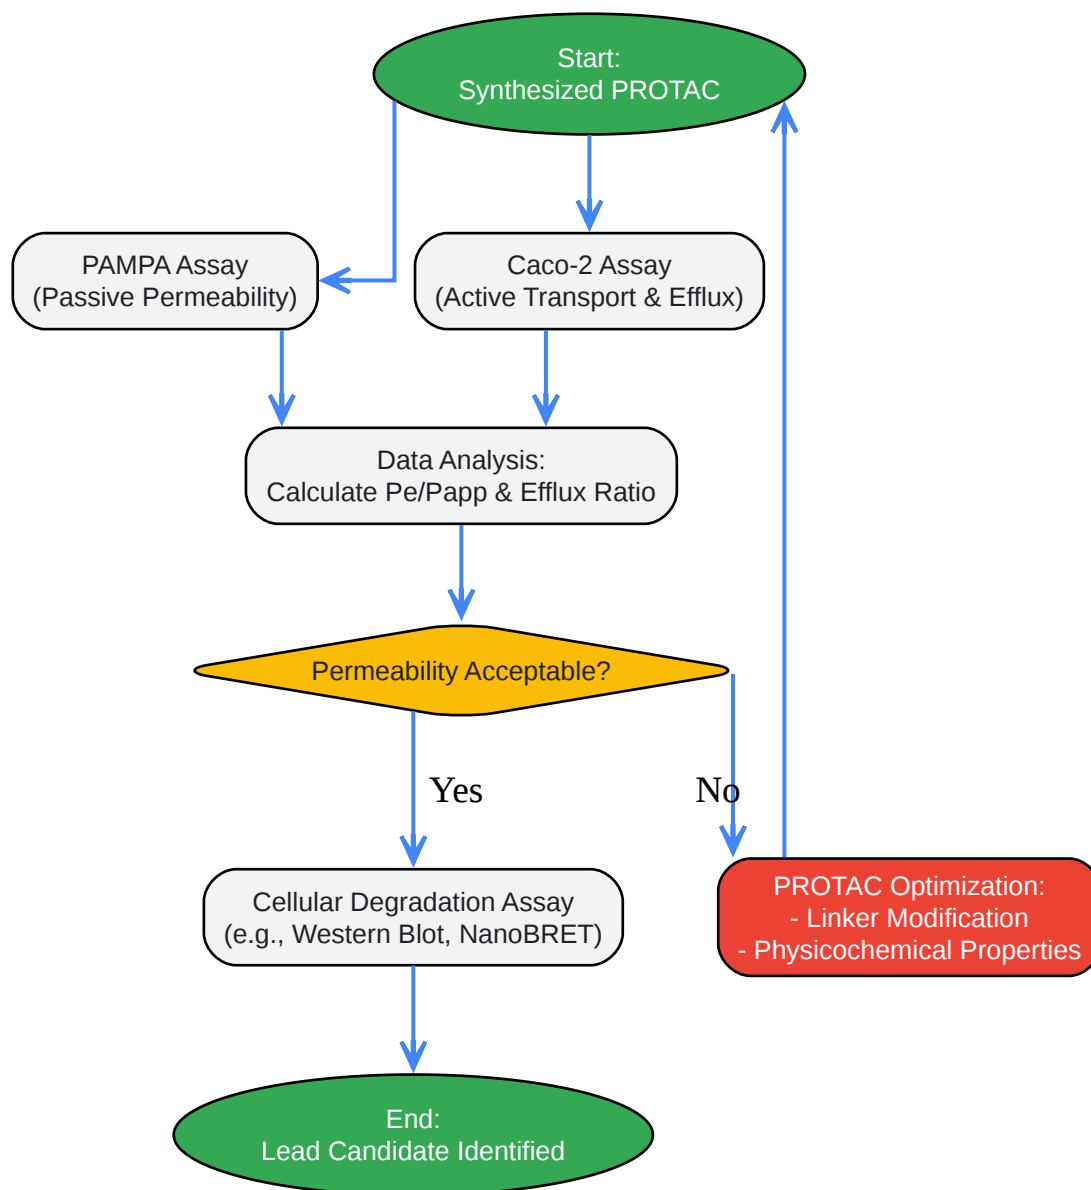 Start:
Synthesized PROTAC
PAMPA Assay
(Passive Permeability)
Caco-2 Assay
(Active Transport & Efflux)
Data Analysis:
Calculate Pe/Papp & Efflux Ratio
Permeability Acceptable?
Yes
No
Cellular Degradation Assay
(e.g., Western Blot, NanoBRET)
PROTAC Optimization:
- Linker Modification
- Physicochemical Properties
End:
Lead Candidate Identified